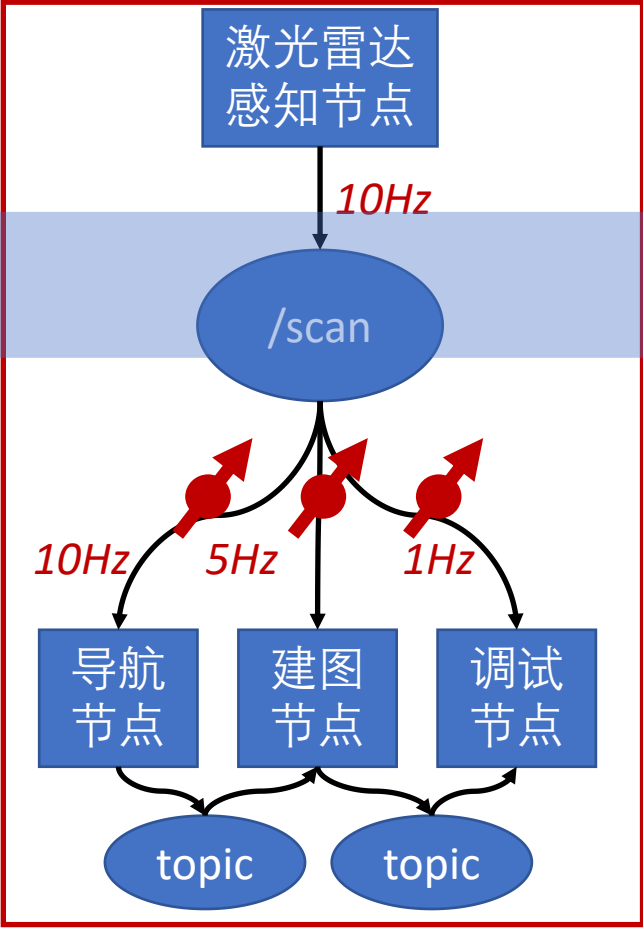 激光雷达
感知节点
10Hz
/scan
10Hz
5Hz
1Hz
导航
节点
建图
节点
调试
节点
topic
topic